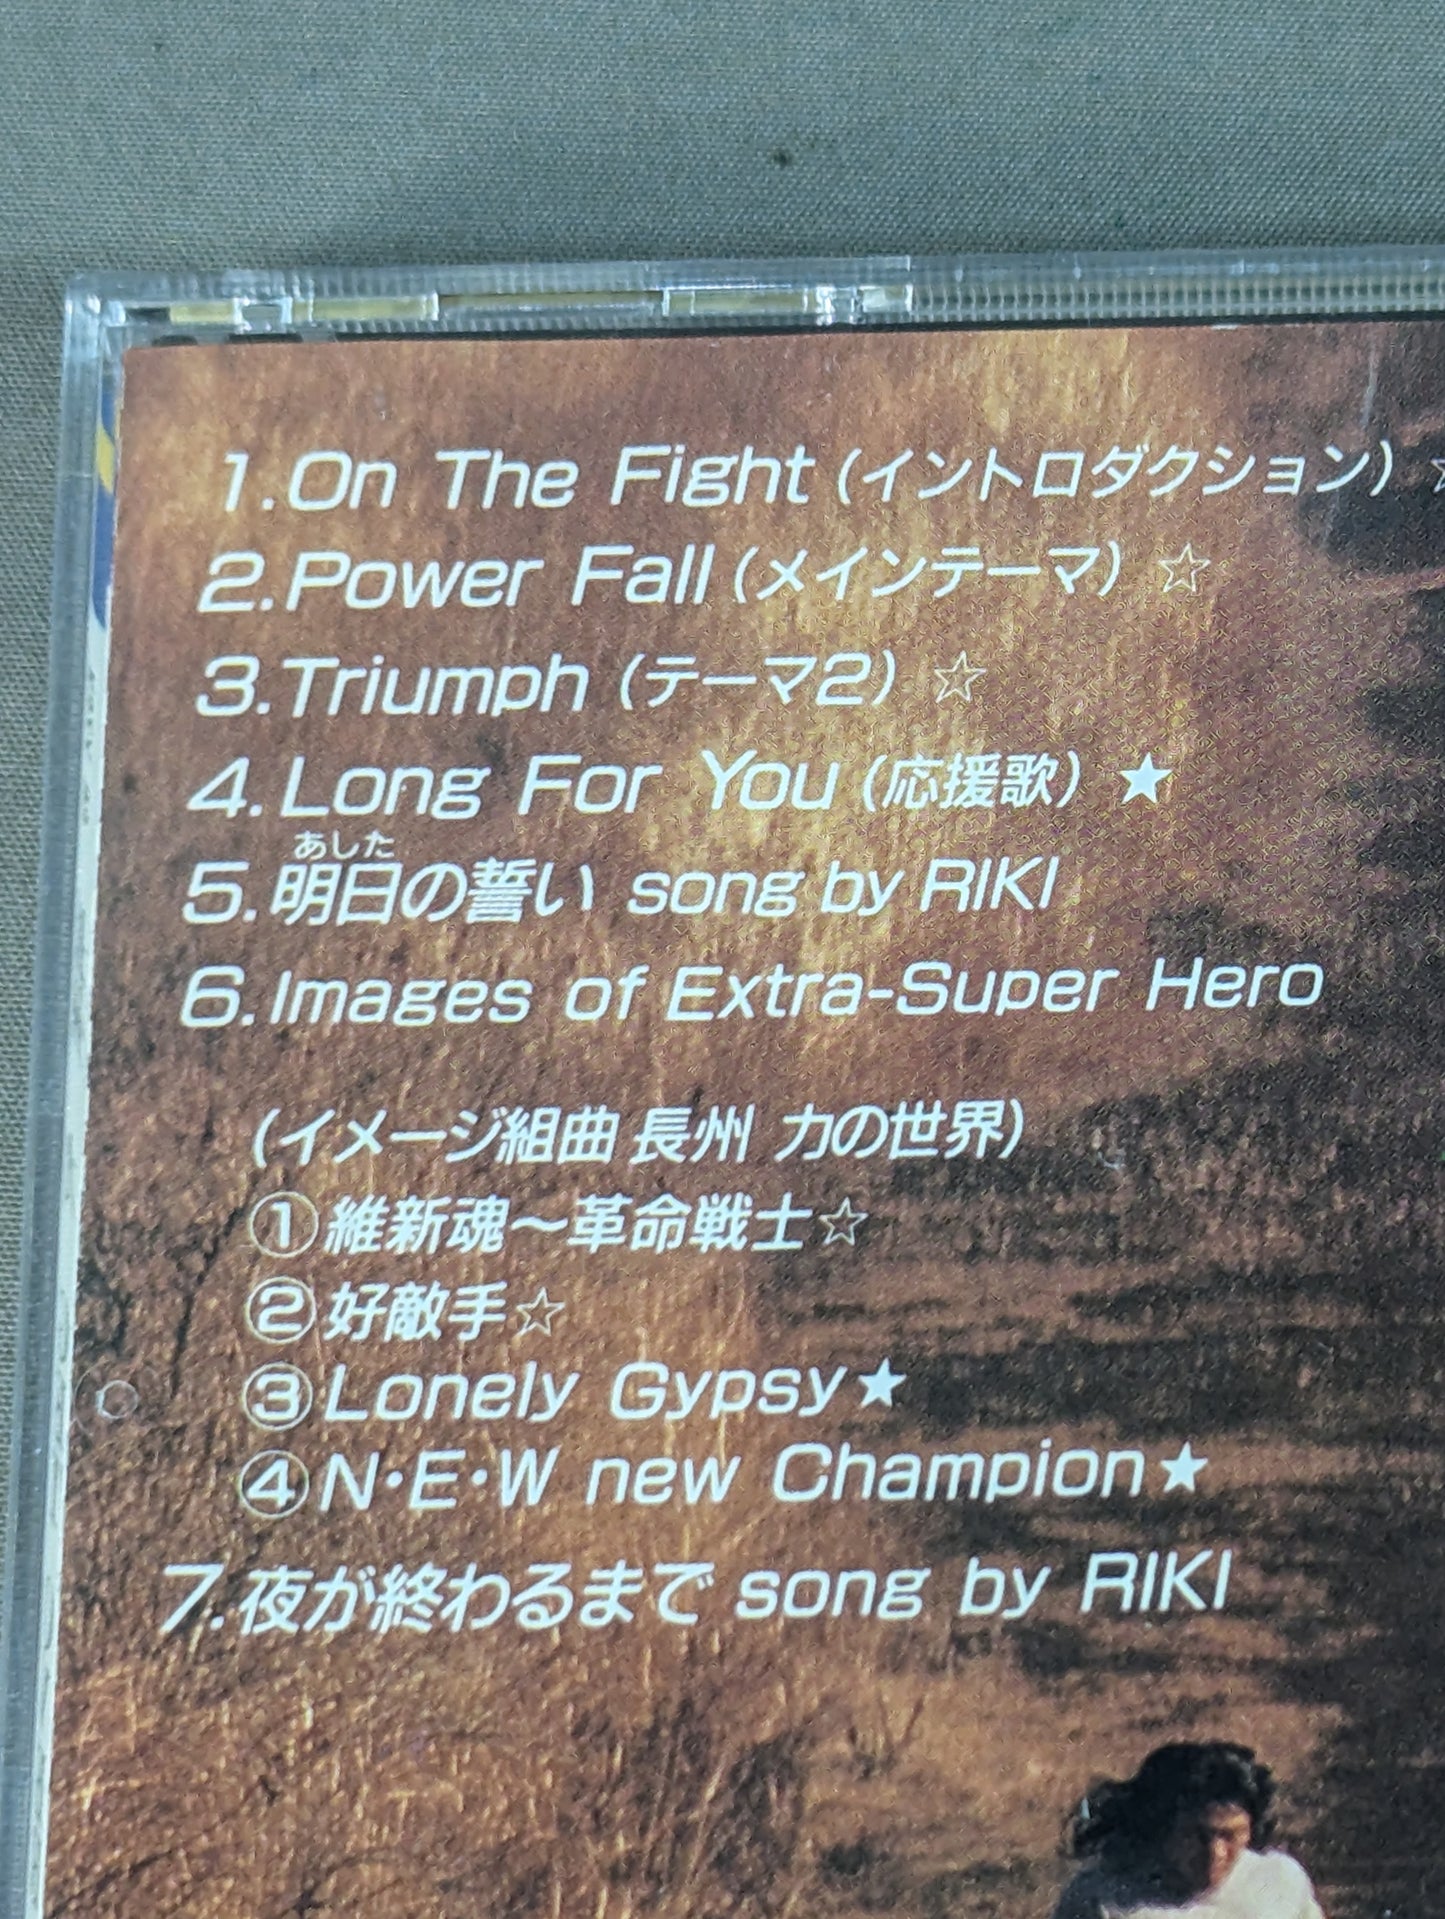 1.On The Fight (イントロダクション) ☆
2.Power Fall (メインテーマ) ☆
3.Triumph (テーマ2) ☆
4.Long For You (応援歌) ★
あした
5.明日の誓い song by RIKI
6.Images of Extra-Super Hero
(イメージ組曲 長州 力の世界)
①維新魂～革命戦士☆
②好敵手☆
③Lonely Gypsy★
④N・E・W new Champion★
7.夜が終わるまで song by RIKI